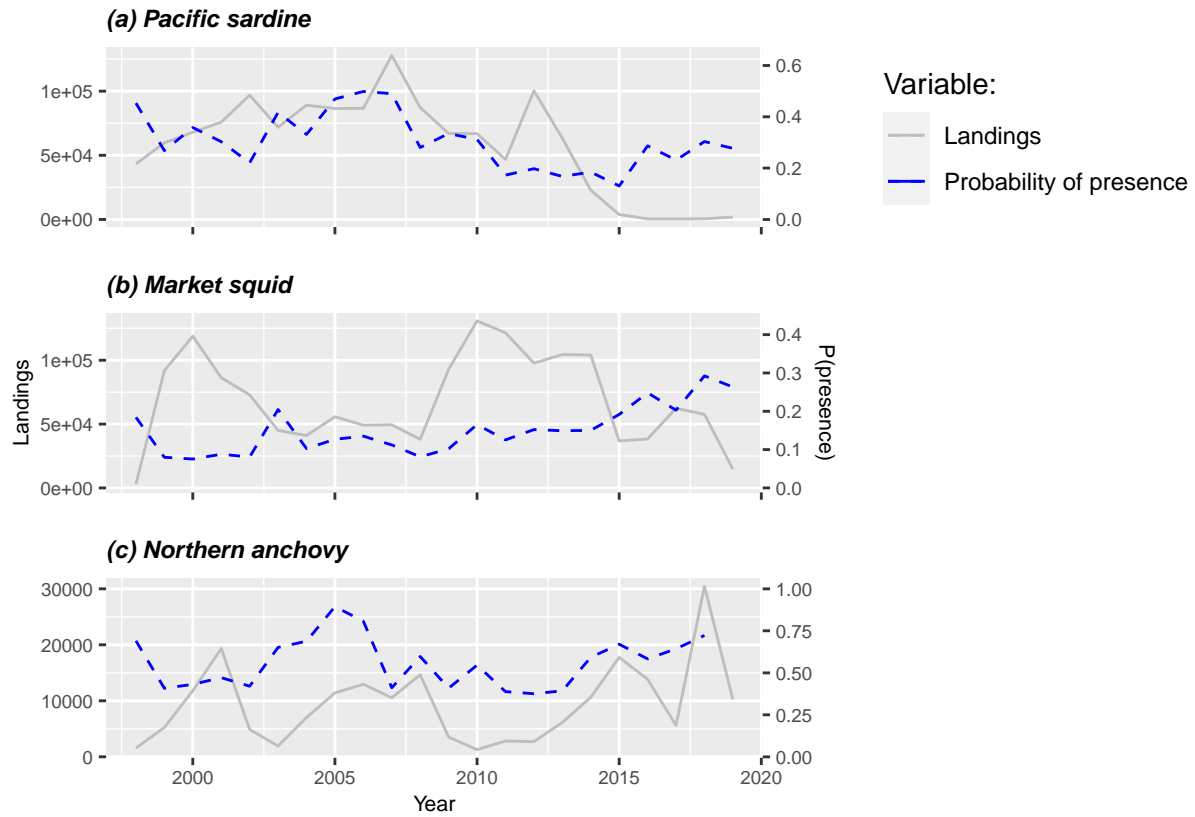 (a) Pacific sardine
1e+05
5e+04
0e+00
0.6
0.4
0.2
0.0
Variable:
Landings
Probability of presence
(b) Market squid
Landings
1e+05
5e+04
0e+00
0.4
0.3
0.2
0.1
0.0
P(presence)
(c) Northern anchovy
30000
20000
10000
0
1.00
0.75
0.50
0.25
0.00
2000 2005 2010 2015 2020
Year